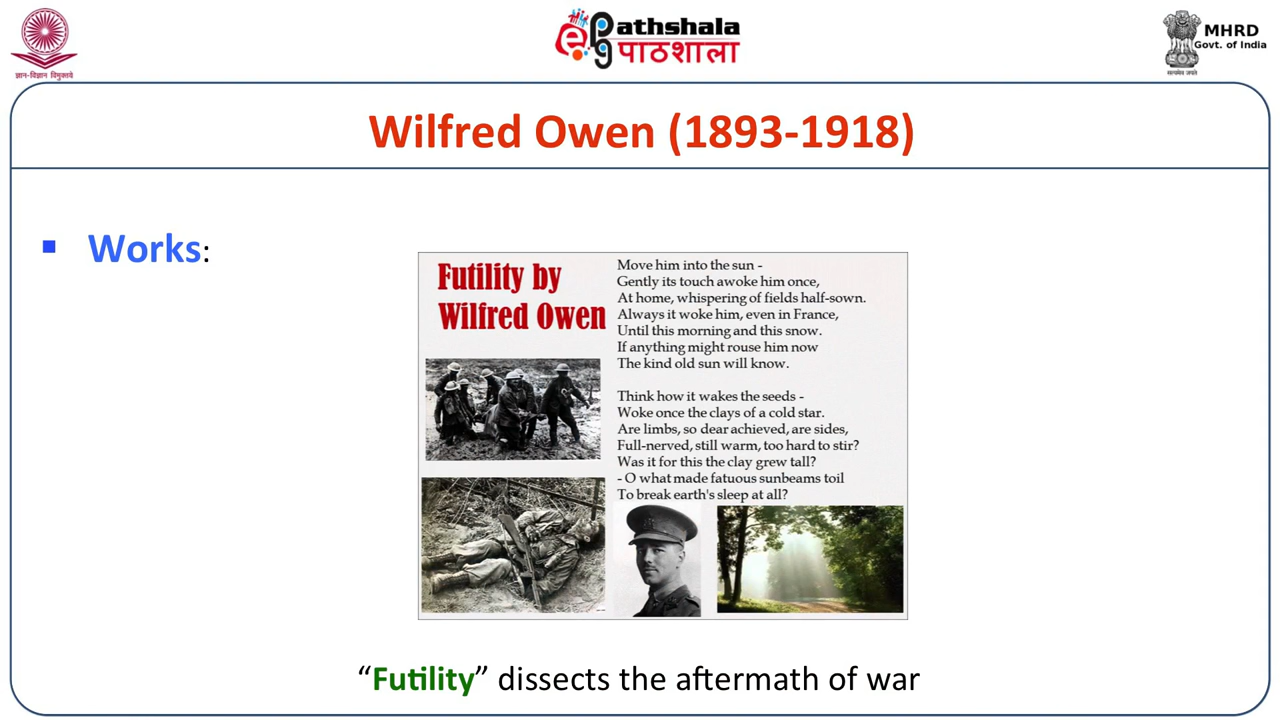 ज्ञान-विज्ञान विमुक्तये
ePathshala
पाठशाला
MHRD
Govt. of India
सत्यमेव जयते
Wilfred Owen (1893-1918)
▪ Works:
Futility by
Wilfred Owen
Move him into the sun -
Gently its touch awoke him once,
At home, whispering of fields half-sown.
Always it woke him, even in France,
Until this morning and this snow.
If anything might rouse him now
The kind old sun will know.
Think how it wakes the seeds -
Woke once the clays of a cold star.
Are limbs, so dear achieved, are sides,
Full-nerved, still warm, too hard to stir?
Was it for this the clay grew tall?
- O what made fatuous sunbeams toil
To break earth's sleep at all?
“Futility” dissects the aftermath of war